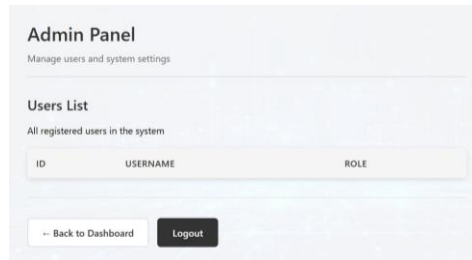 Admin Panel
Manage users and system settings
Users List
All registered users in the system
ID USERNAME ROLE
← Back to Dashboard Logout